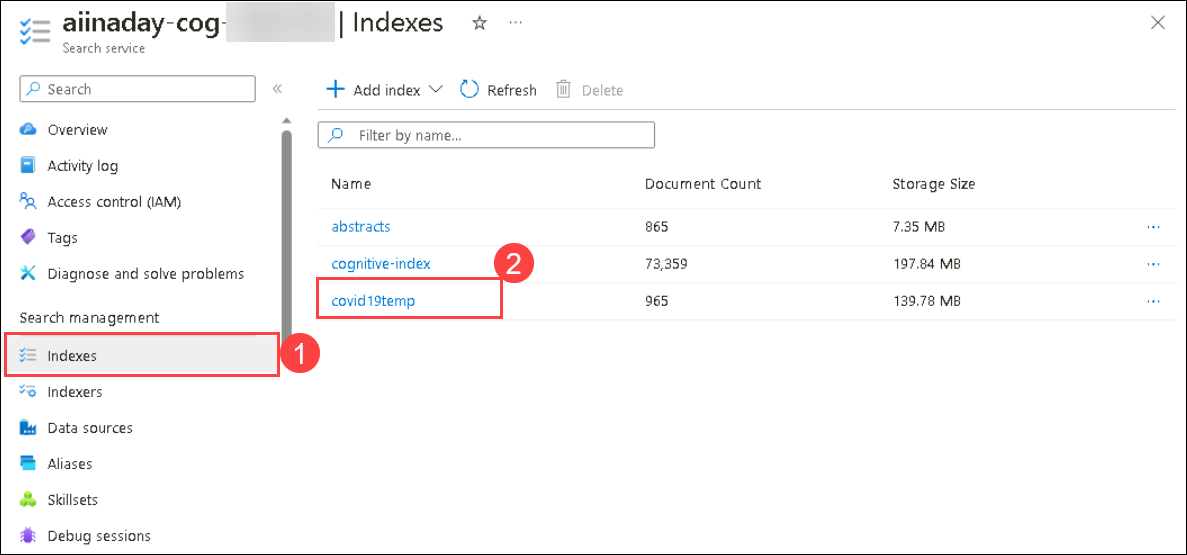 aiinaday-cog- | Indexes
Search service
Search
Overview
Activity log
Access control (IAM)
Tags
Diagnose and solve problems
Search management
Indexes
1
Indexers
Data sources
Aliases
Skillsets
Debug sessions
Add index
Refresh
Delete
Filter by name...
Name Document Count Storage Size
abstracts 865 7.35 MB
cognitive-index 73,359 197.84 MB
2
covid19temp 965 139.78 MB